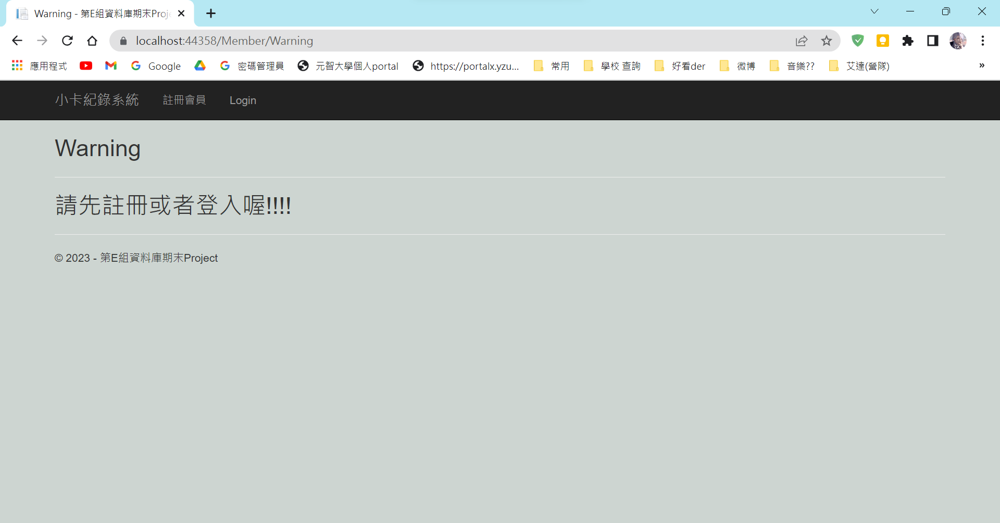 Warning - 第E組資料庫期末Proj
localhost:44358/Member/Warning
應用程式 Google 密碼管理員 元智大學個人portal https://portalx.yzu... 常用 學校 查詢 好看der 微博 音樂?? 艾達(營隊) »
小卡紀錄系統 註冊會員 Login
Warning
請先註冊或者登入喔!!!!
© 2023 - 第E組資料庫期末Project